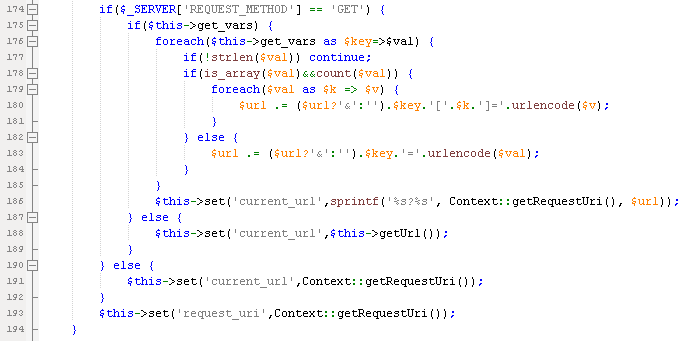 174 if($_SERVER['REQUEST_METHOD'] == 'GET') {
175 if($this->get_vars) {
176 foreach($this->get_vars as $key=>$val) {
177 if(!strlen($val)) continue;
178 if(is_array($val)&&count($val)) {
179 foreach($val as $k => $v) {
180 $url .= ($url?'&':'').$key.'['.$k.']='.urlencode($v);
181 }
182 } else {
183 $url .= ($url?'&':'').$key.'='.urlencode($val);
184 }
185 }
186 $this->set('current_url',sprintf('%s?%s', Context::getRequestUri(), $url));
187 } else {
188 $this->set('current_url',$this->getUrl());
189 }
190 } else {
191 $this->set('current_url',Context::getRequestUri());
192 }
193 $this->set('request_uri',Context::getRequestUri());
194 }